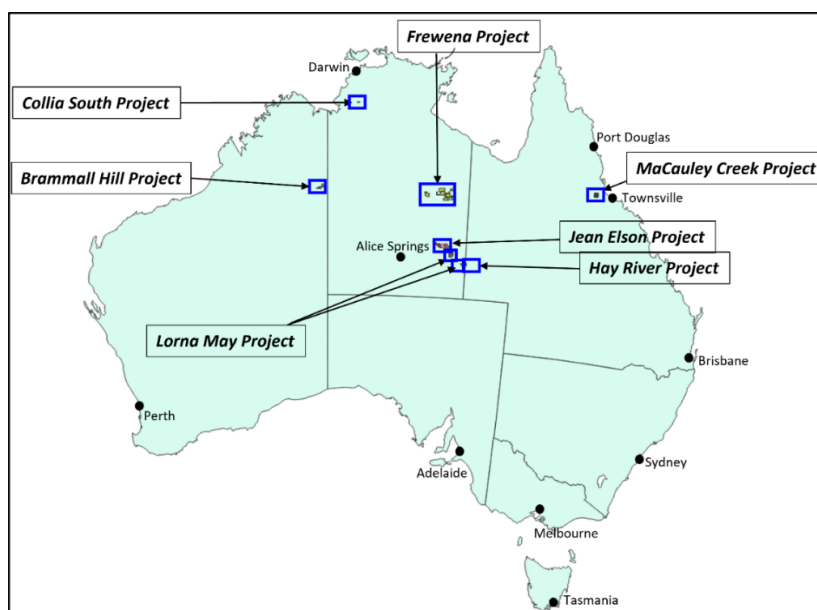 Frewena Project
Darwin
Collia South Project
Port Douglas
MaCauley Creek Project
Brammall Hill Project
Townsville
Jean Elson Project
Alice Springs
Hay River Project
Lorna May Project
Brisbane
Perth
Adelaide
Sydney
Melbourne
Tasmania